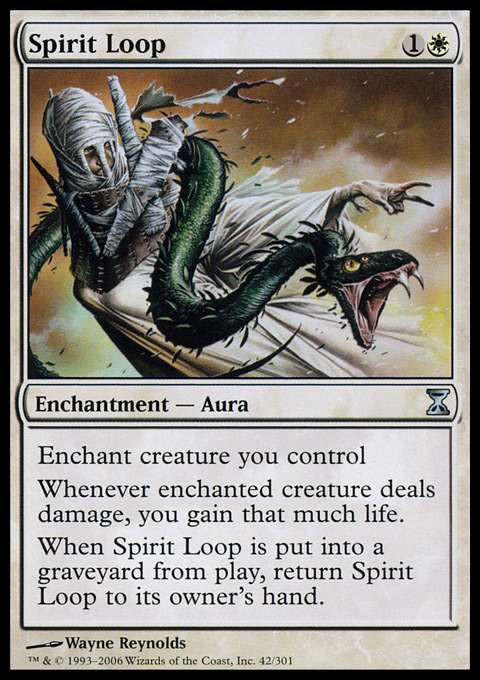 Spirit Loop 1
Enchantment — Aura
Enchant creature you control
Whenever enchanted creature deals
damage, you gain that much life.
When Spirit Loop is put into a
graveyard from play, return Spirit
Loop to its owner's hand.
Wayne Reynolds
™ & © 1993–2006 Wizards of the Coast, Inc. 42/301